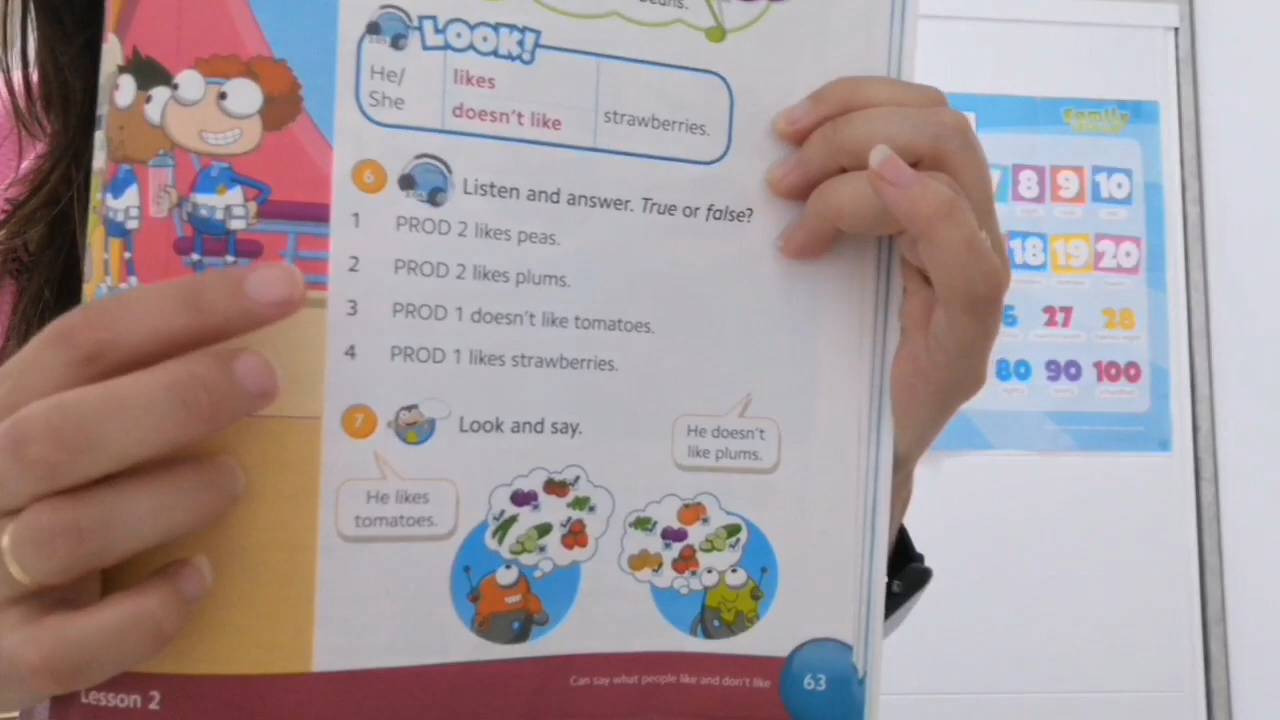 beans.
LOOK!
He/
She
likes
doesn't like
strawberries.
6 Listen and answer. True or false?
1 PROD 2 likes peas.
2 PROD 2 likes plums.
3 PROD 1 doesn't like tomatoes.
4 PROD 1 likes strawberries.
7 Look and say.
He likes
tomatoes.
He doesn't
like plums.
Lesson 2
Can say what people like and don't like
63
Family
8 9 10
18 19 20
27 28
80 90 100